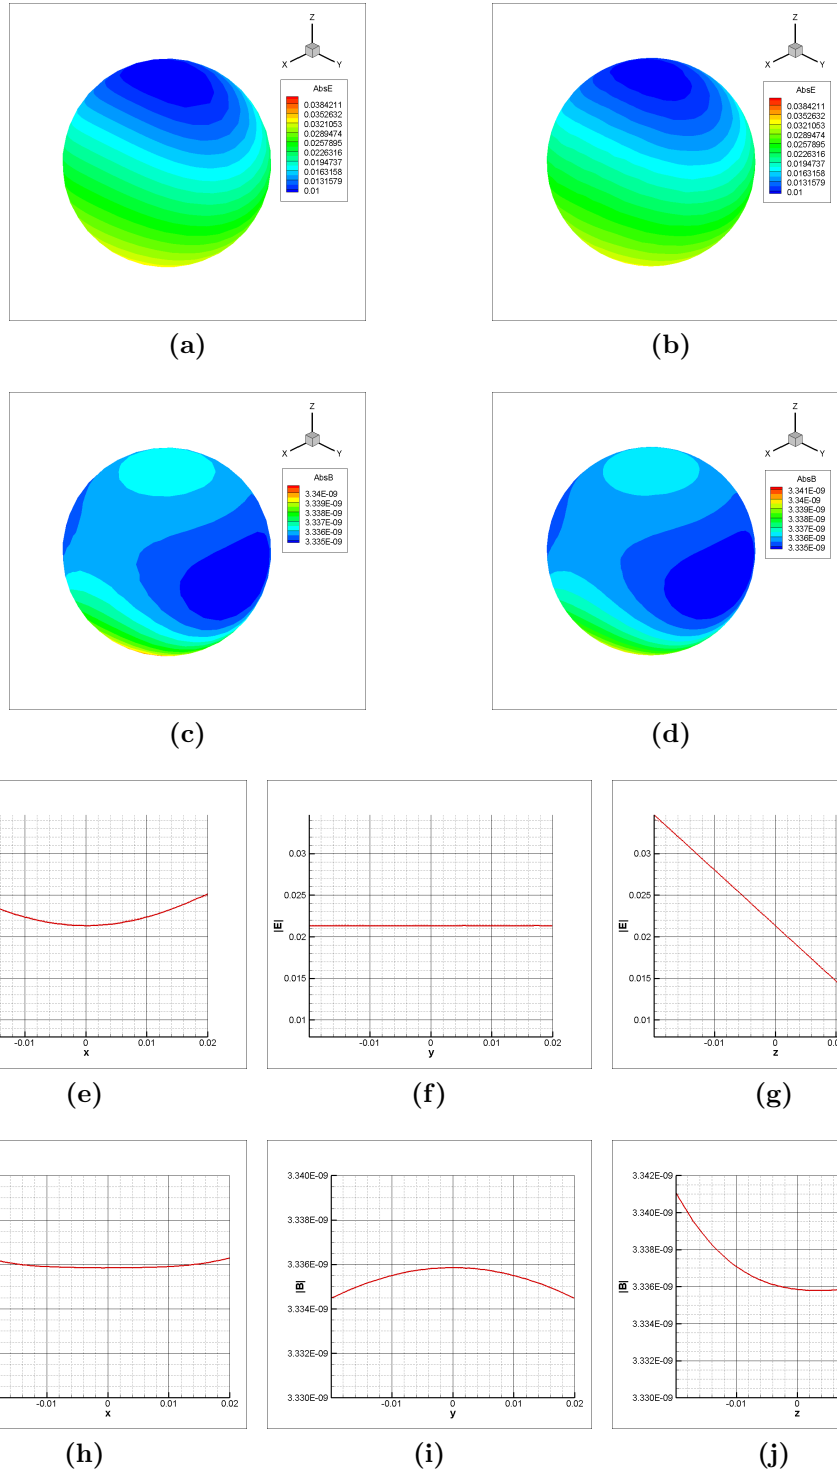 Z
X
Y
AbsE
0.0384211
0.0352632
0.0321053
0.0289474
0.0257895
0.0226316
0.0194737
0.0163158
0.0131579
0.01
(a)
Z
X
Y
AbsE
0.0384211
0.0352632
0.0321053
0.0289474
0.0257895
0.0226316
0.0194737
0.0163158
0.0131579
0.01
(b)
Z
X
Y
AbsB
3.34E-09
3.339E-09
3.338E-09
3.337E-09
3.336E-09
3.335E-09
(c)
Z
X
Y
AbsB
3.341E-09
3.34E-09
3.339E-09
3.338E-09
3.337E-09
3.336E-09
3.335E-09
(d)
-0.01 0 0.01 0.02
x
(e)
|E|
0.03
0.025
0.02
0.015
0.01
-0.01 0 0.01 0.02
y
(f)
|E|
0.03
0.025
0.02
0.015
0.01
-0.01 0
z
(g)
-0.01 0 0.01 0.02
x
(h)
|B|
3.340E-09
3.338E-09
3.336E-09
3.334E-09
3.332E-09
3.330E-09
-0.01 0 0.01 0.02
y
(i)
|B|
3.342E-09
3.340E-09
3.338E-09
3.336E-09
3.334E-09
3.332E-09
3.330E-09
-0.01 0
z
(j)